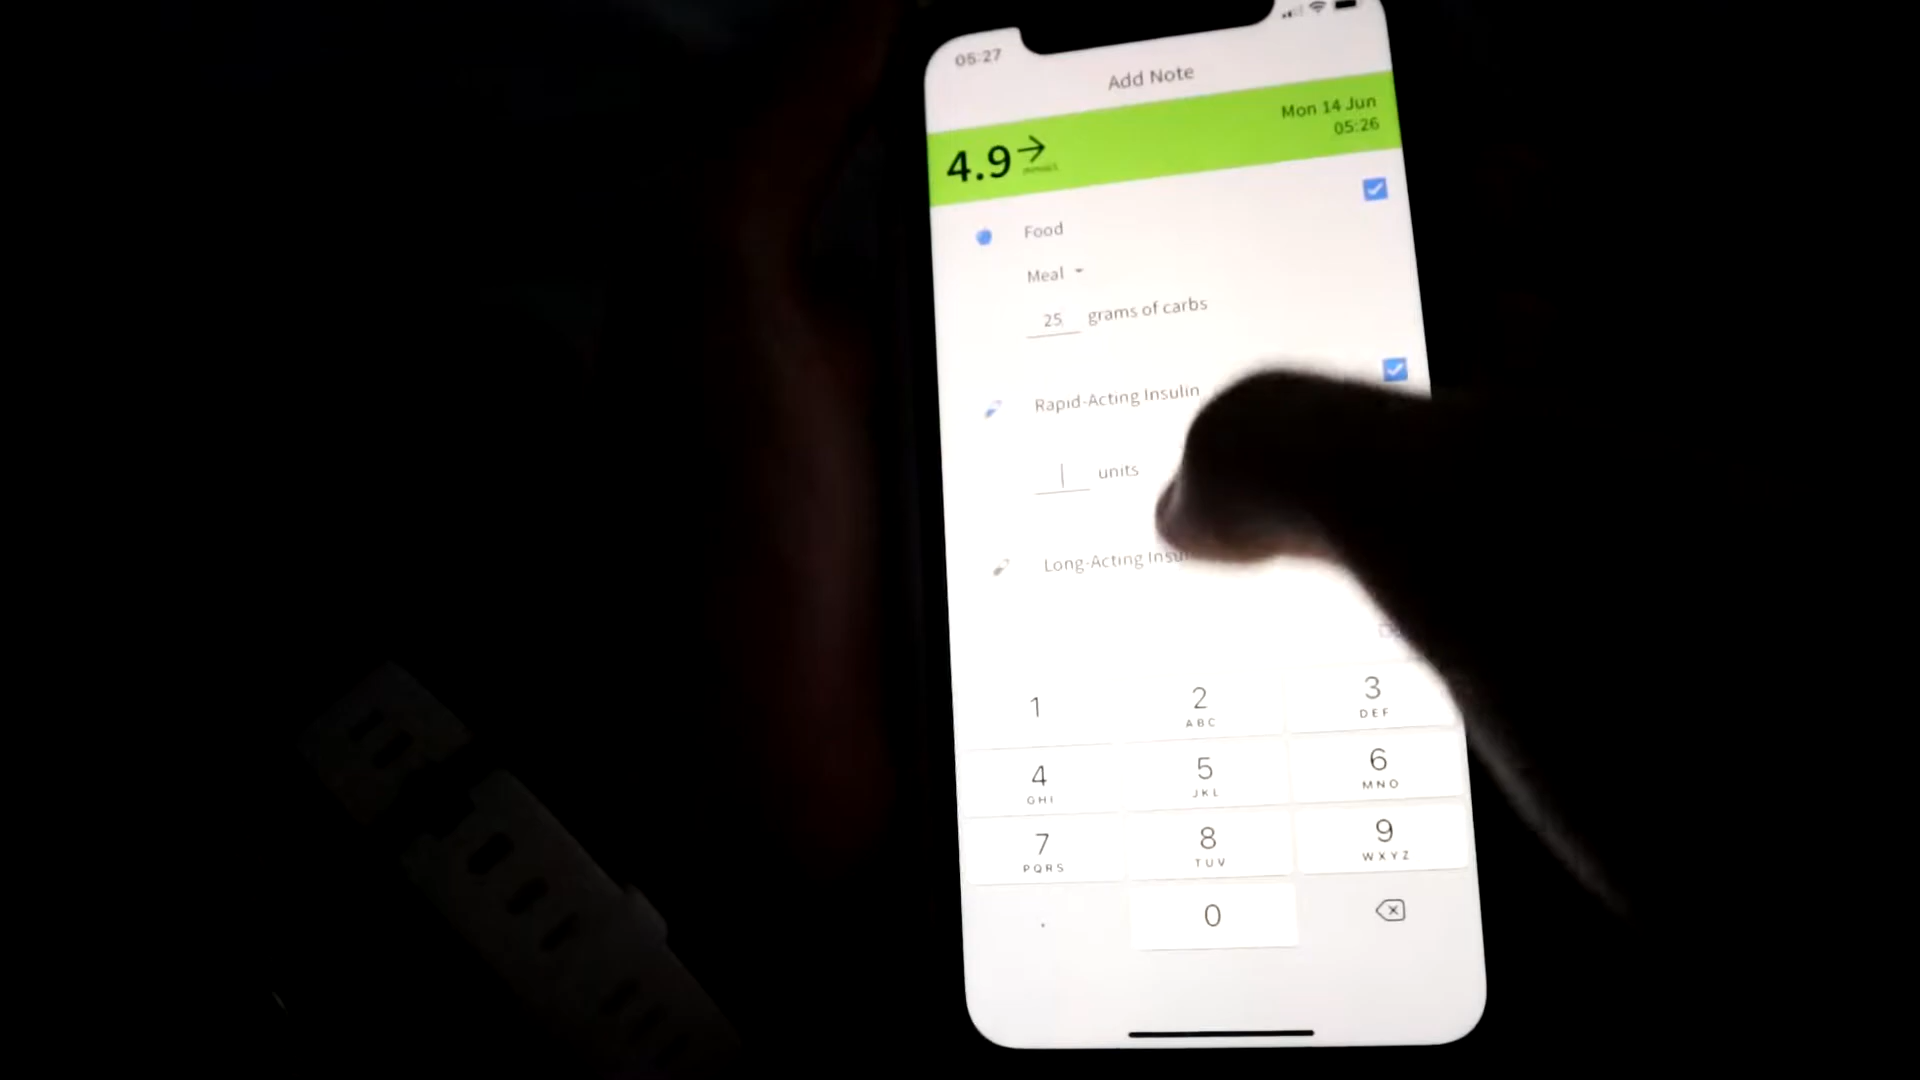 05:27
Add Note
4.9
Mon 14 Jun
05:26
Food
Meal
25 grams of carbs
Rapid-Acting Insulin
units
Long-Acting
1
2
ABC
3
DEF
4
GHI
5
JKL
6
MNO
7
PQRS
8
TUV
9
WXYZ
.
0